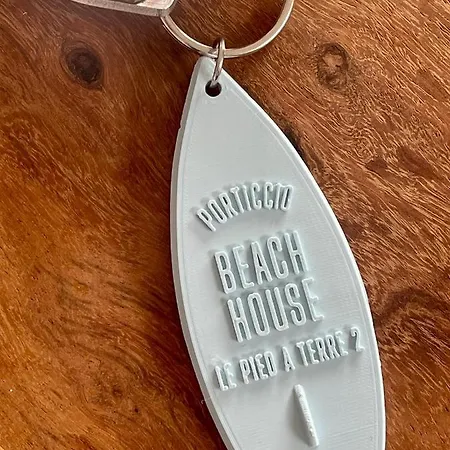 PORTICCIO
BEACH
HOUSE
LE PIED A TERRE 2